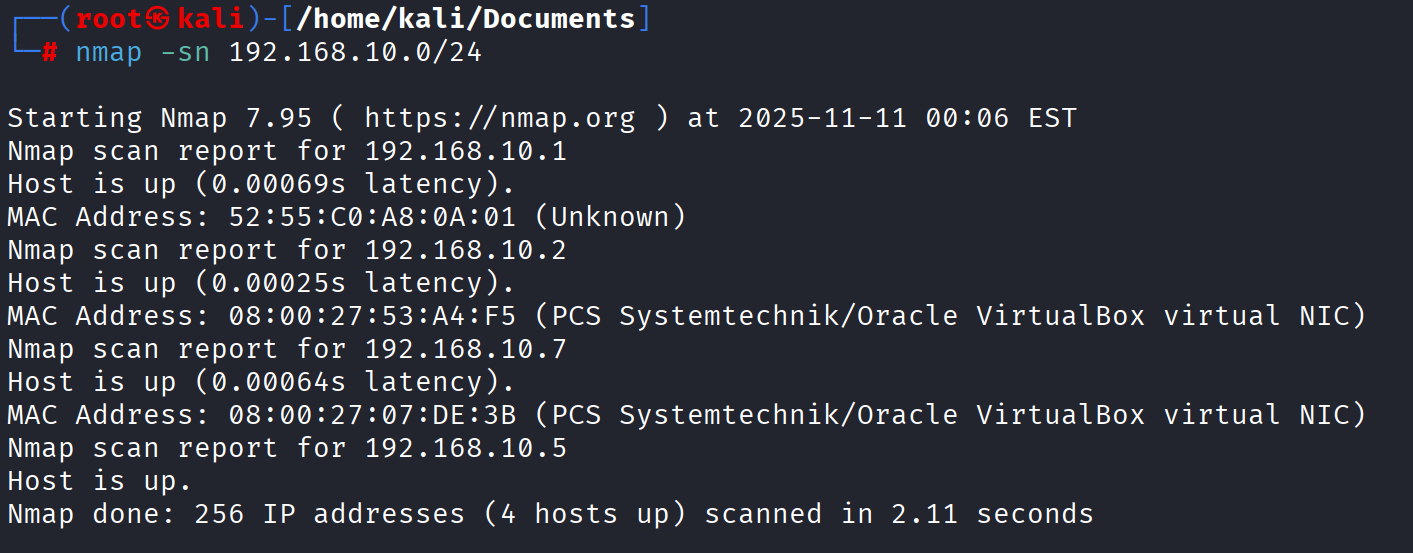 ┌──(root㉿kali)-[/home/kali/Documents]
└─# nmap -sn 192.168.10.0/24
Starting Nmap 7.95 ( https://nmap.org ) at 2025-11-11 00:06 EST
Nmap scan report for 192.168.10.1
Host is up (0.00069s latency).
MAC Address: 52:55:C0:A8:0A:01 (Unknown)
Nmap scan report for 192.168.10.2
Host is up (0.00025s latency).
MAC Address: 08:00:27:53:A4:F5 (PCS Systemtechnik/Oracle VirtualBox virtual NIC)
Nmap scan report for 192.168.10.7
Host is up (0.00064s latency).
MAC Address: 08:00:27:07:DE:3B (PCS Systemtechnik/Oracle VirtualBox virtual NIC)
Nmap scan report for 192.168.10.5
Host is up.
Nmap done: 256 IP addresses (4 hosts up) scanned in 2.11 seconds